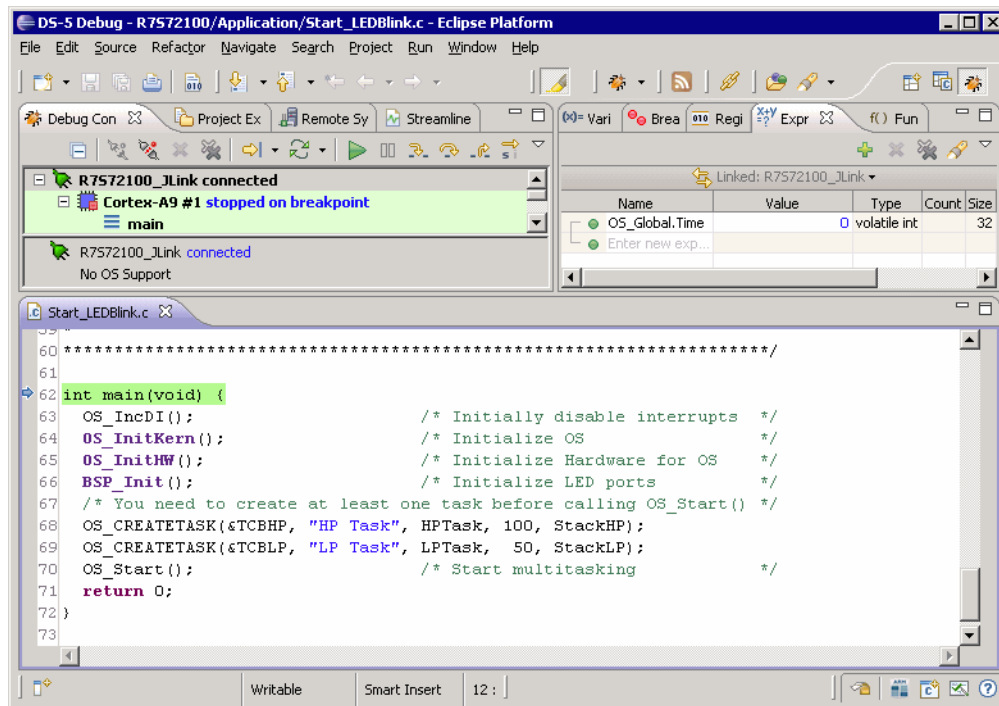 DS-5 Debug - R7S72100/Application/Start_LEDBlink.c - Eclipse Platform
File Edit Source Refactor Navigate Search Project Run Window Help
Debug Con Project Ex Remote Sy Streamline
(x)= Vari Brea 010 Regi X+Y Expr f() Fun
R7S72100_JLink connected
Cortex-A9 #1 stopped on breakpoint
main
R7S72100_JLink connected
No OS Support
Linked: R7S72100_JLink
Name Value Type Count Size
OS_Global.Time 0 volatile int 32
Enter new exp...
Start_LEDBlink.c
59 *
60 *********************************************************************/
61
62 int main(void) {
63 OS_IncDI(); /* Initially disable interrupts */
64 OS_InitKern(); /* Initialize OS */
65 OS_InitHW(); /* Initialize Hardware for OS */
66 BSP_Init(); /* Initialize LED ports */
67 /* You need to create at least one task before calling OS_Start() */
68 OS_CREATETASK(&TCBHP, "HP Task", HPTask, 100, StackHP);
69 OS_CREATETASK(&TCBLP, "LP Task", LPTask, 50, StackLP);
70 OS_Start(); /* Start multitasking */
71 return 0;
72 }
73
Writable Smart Insert 12 :